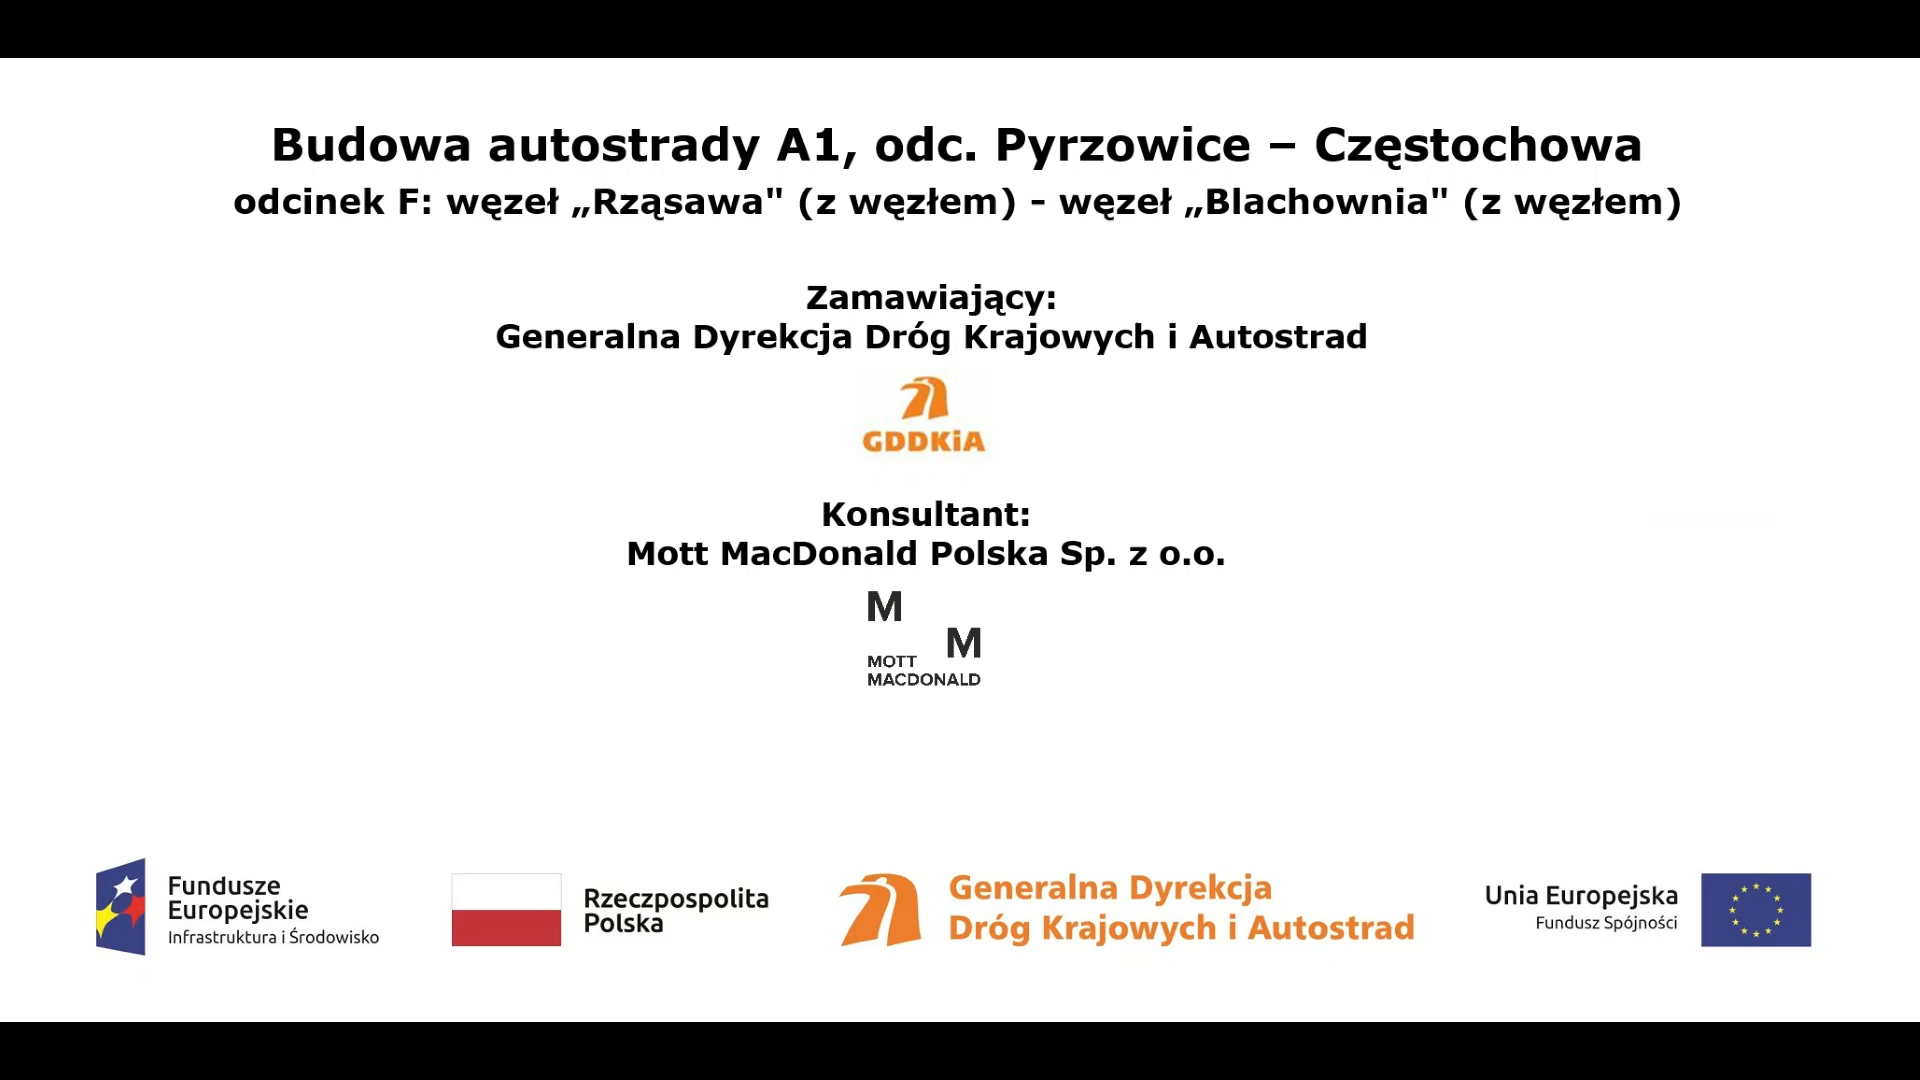 Budowa autostrady A1, odc. Pyrzowice – Częstochowa
odcinek F: węzeł „Rząsawa" (z węzłem) - węzeł „Blachownia" (z węzłem)
Zamawiający:
Generalna Dyrekcja Dróg Krajowych i Autostrad
GDDKiA
Konsultant:
Mott MacDonald Polska Sp. z o.o.
M
M
MOTT
MACDONALD
Fundusze
Europejskie
Infrastruktura i Środowisko
Rzeczpospolita
Polska
Generalna Dyrekcja
Dróg Krajowych i Autostrad
Unia Europejska
Fundusz Spójności